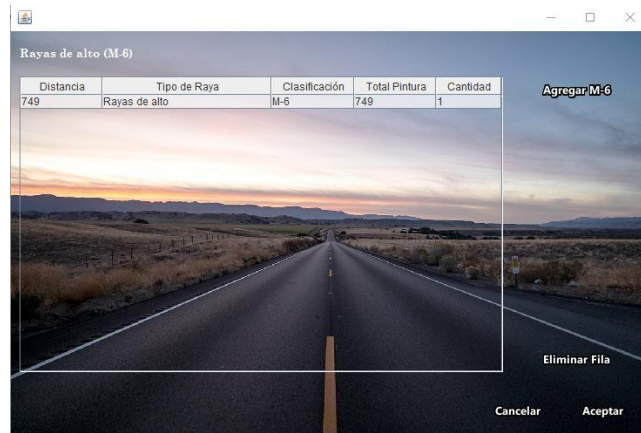 Rayas de alto (M-6)
Distancia Tipo de Raya Clasificación Total Pintura Cantidad
749 Rayas de alto M-6 749 1
Agregar M-6
Eliminar Fila
Cancelar Aceptar